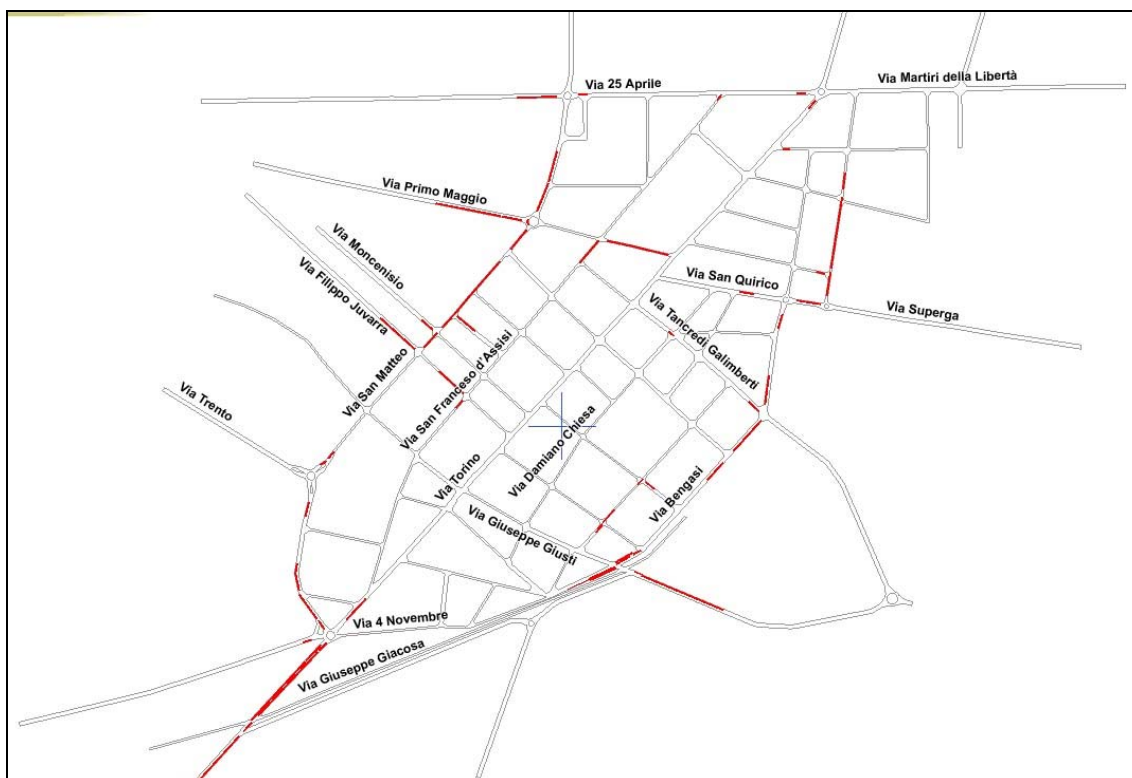 Via 25 Aprile
Via Martiri della Libertà
Via Primo Maggio
Via Moncenisio
Via Filippo Juvarra
Via San Quirico
Via Superga
Via Tancredi Galimberti
Via San Matteo
Via San Franceso d'Assisi
Via Trento
Via Damiano Chiesa
Via Torino
Via Bengasi
Via Giuseppe Giusti
Via 4 Novembre
Via Giuseppe Giacosa